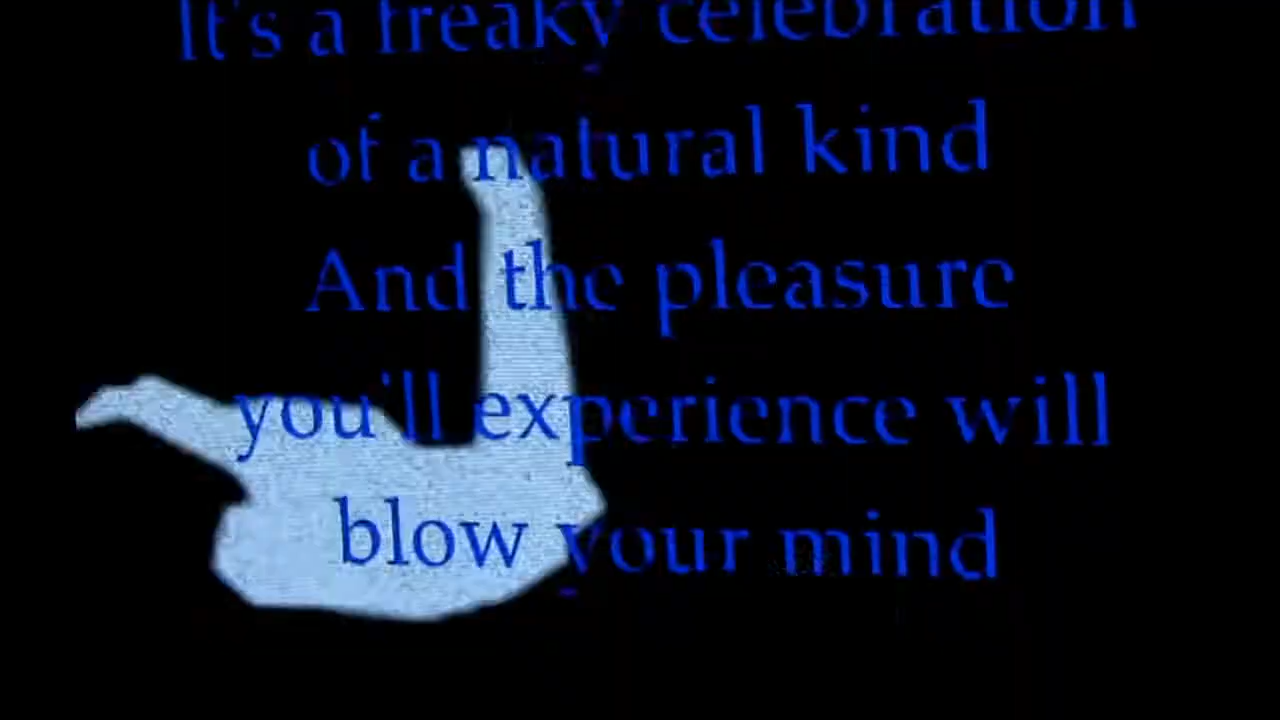 It's a freaky celebration
of a natural kind
And the pleasure
you'll experience will
blow your mind